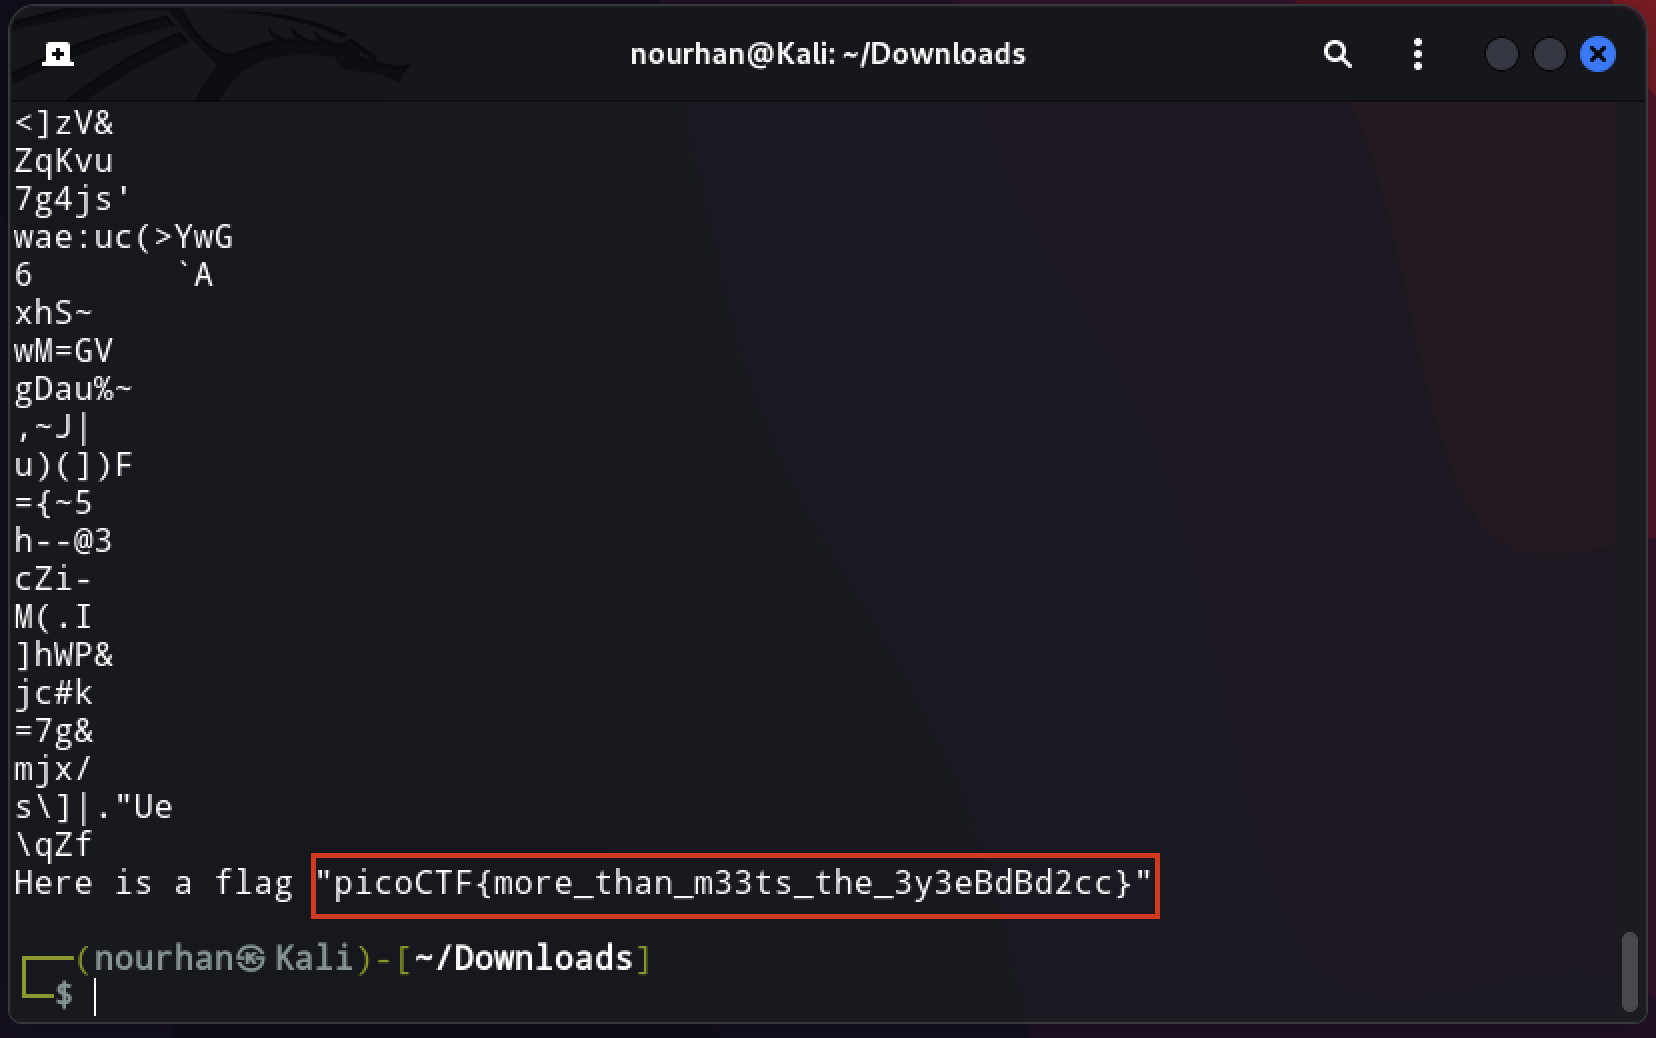 nourhan@Kali: ~/Downloads
<]zV&
ZqKvu
7g4js'
wae:uc(>YwG
6        `A
xhS~
wM=GV
gDau%~
,~J|
u)(])F
={~5
h--@3
cZi-
M(.I
]hWP&
jc#k
=7g&
mjx/
s\]|."Ue
\qZf
Here is a flag "picoCTF{more_than_m33ts_the_3y3eBdBd2cc}"
(nourhan㉿Kali)-[~/Downloads]
$